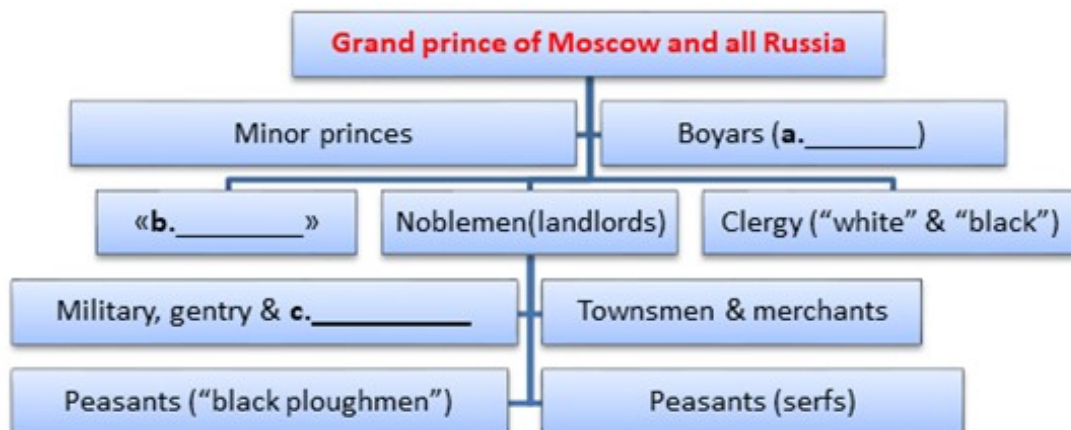 Grand prince of Moscow and all Russia
Minor princes
Boyars (a._______)
«b.________»
Noblemen(landlords)
Clergy (“white” & “black”)
Military, gentry & c.__________
Townsmen & merchants
Peasants (“black ploughmen”)
Peasants (serfs)